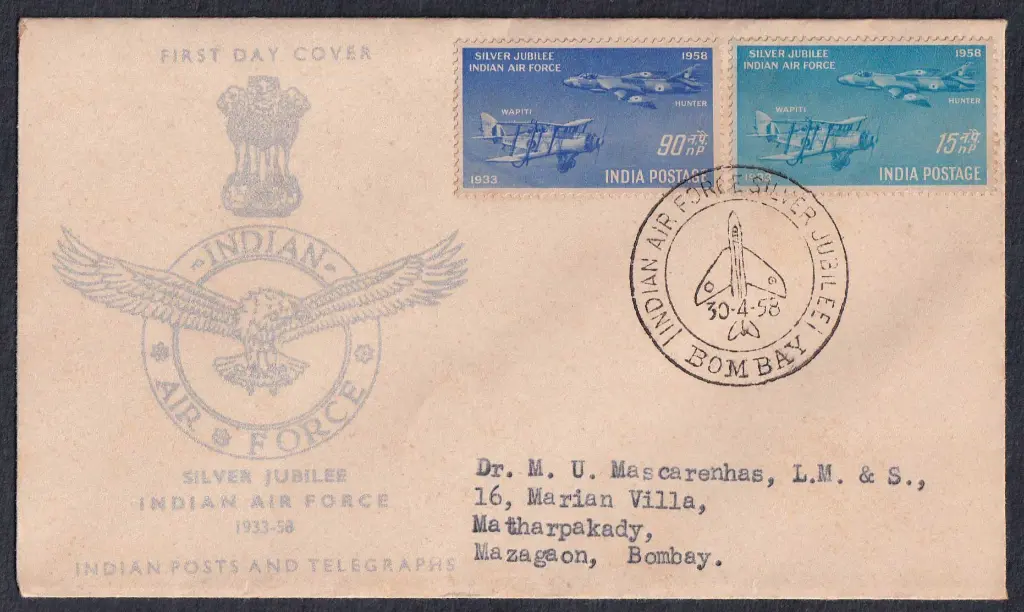 FIRST DAY COVER
INDIAN
AIR FORCE
SILVER JUBILEE
INDIAN AIR FORCE
1933-58
INDIAN POSTS AND TELEGRAPHS
SILVER JUBILEE 1958
INDIAN AIR FORCE
HUNTER
WAPITI
90 न.पै.
nP
1933 INDIA POSTAGE
SILVER JUBILEE 1958
INDIAN AIR FORCE
HUNTER
WAPITI
15 न.पै.
nP
1933 INDIA POSTAGE
INDIAN AIR FORCE SILVER JUBILEE
30-4-58
BOMBAY
Dr. M. U. Mascarenhas, L.M. & S.,
16, Marian Villa,
Matharpakady,
Mazagaon, Bombay.